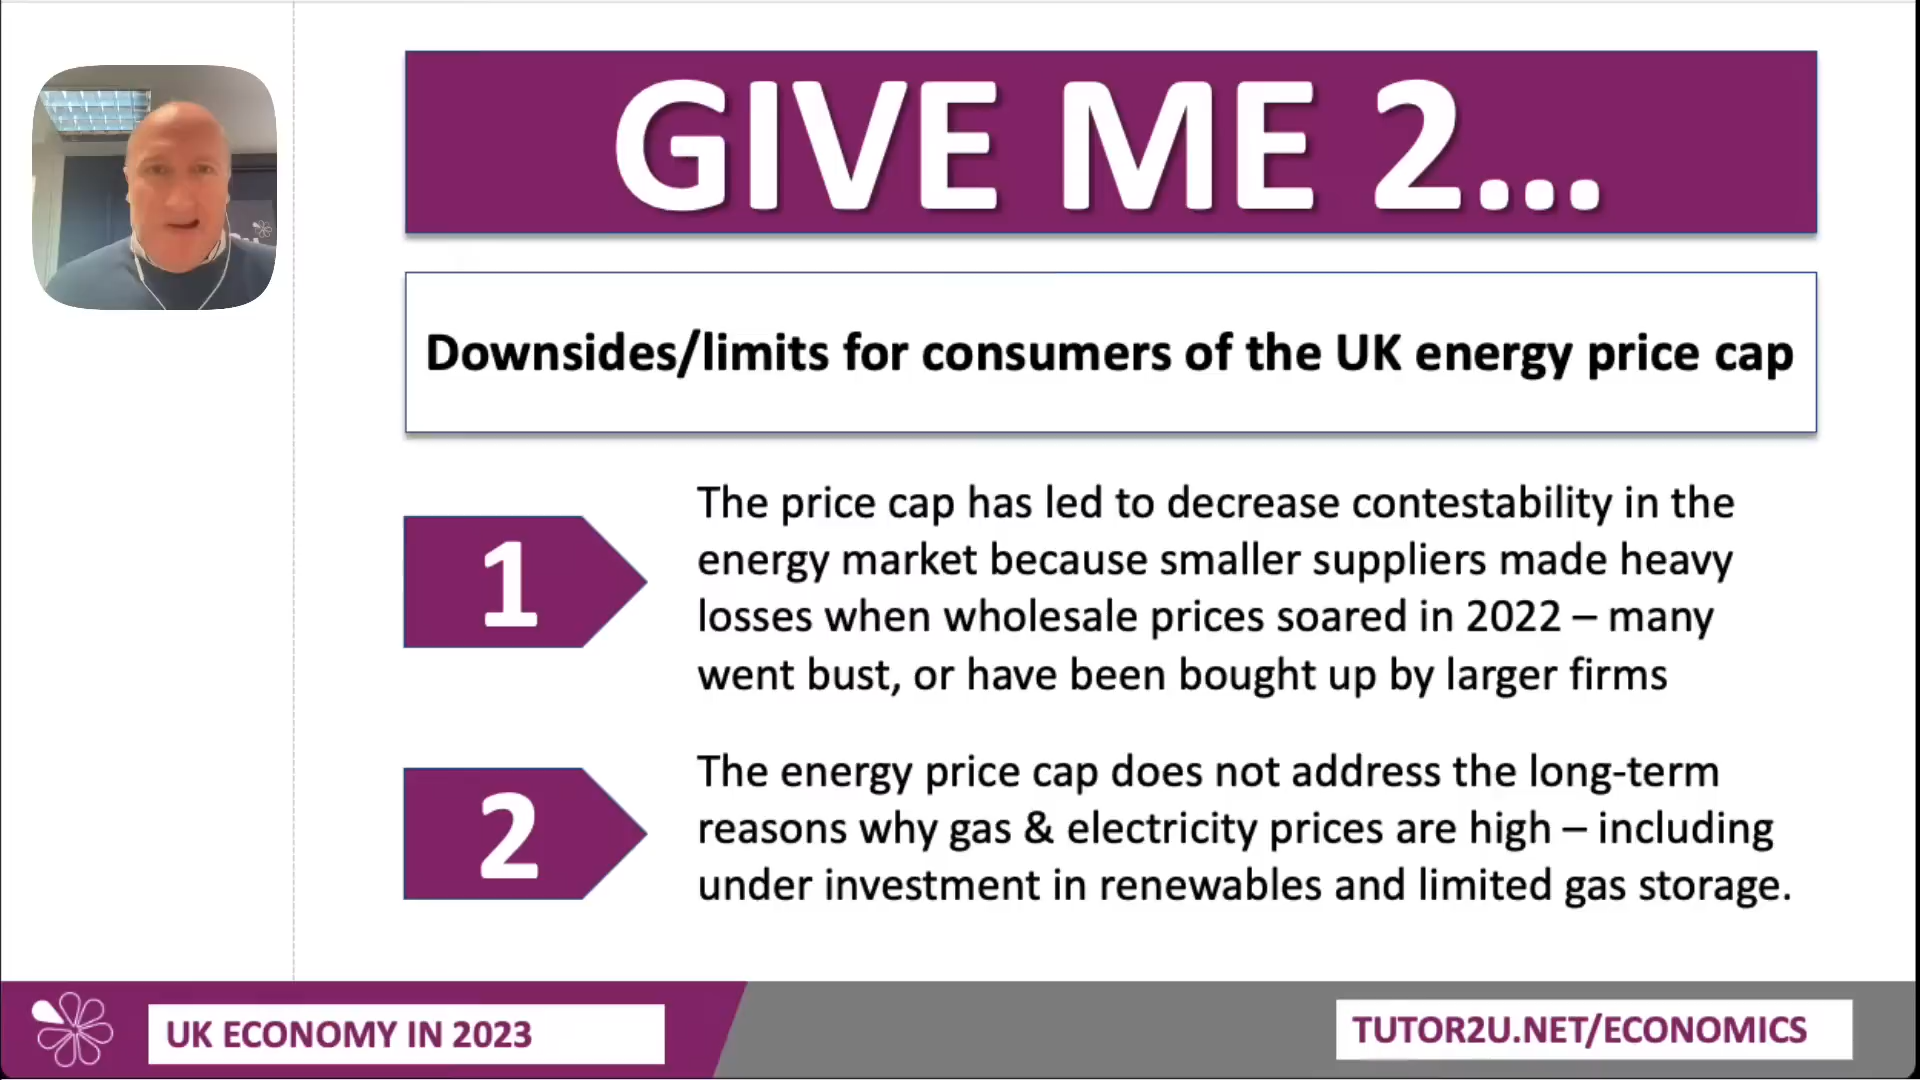 GIVE ME 2...
Downsides/limits for consumers of the UK energy price cap
1
The price cap has led to decrease contestability in the
energy market because smaller suppliers made heavy
losses when wholesale prices soared in 2022 – many
went bust, or have been bought up by larger firms
2
The energy price cap does not address the long-term
reasons why gas & electricity prices are high – including
under investment in renewables and limited gas storage.
UK ECONOMY IN 2023
TUTOR2U.NET/ECONOMICS